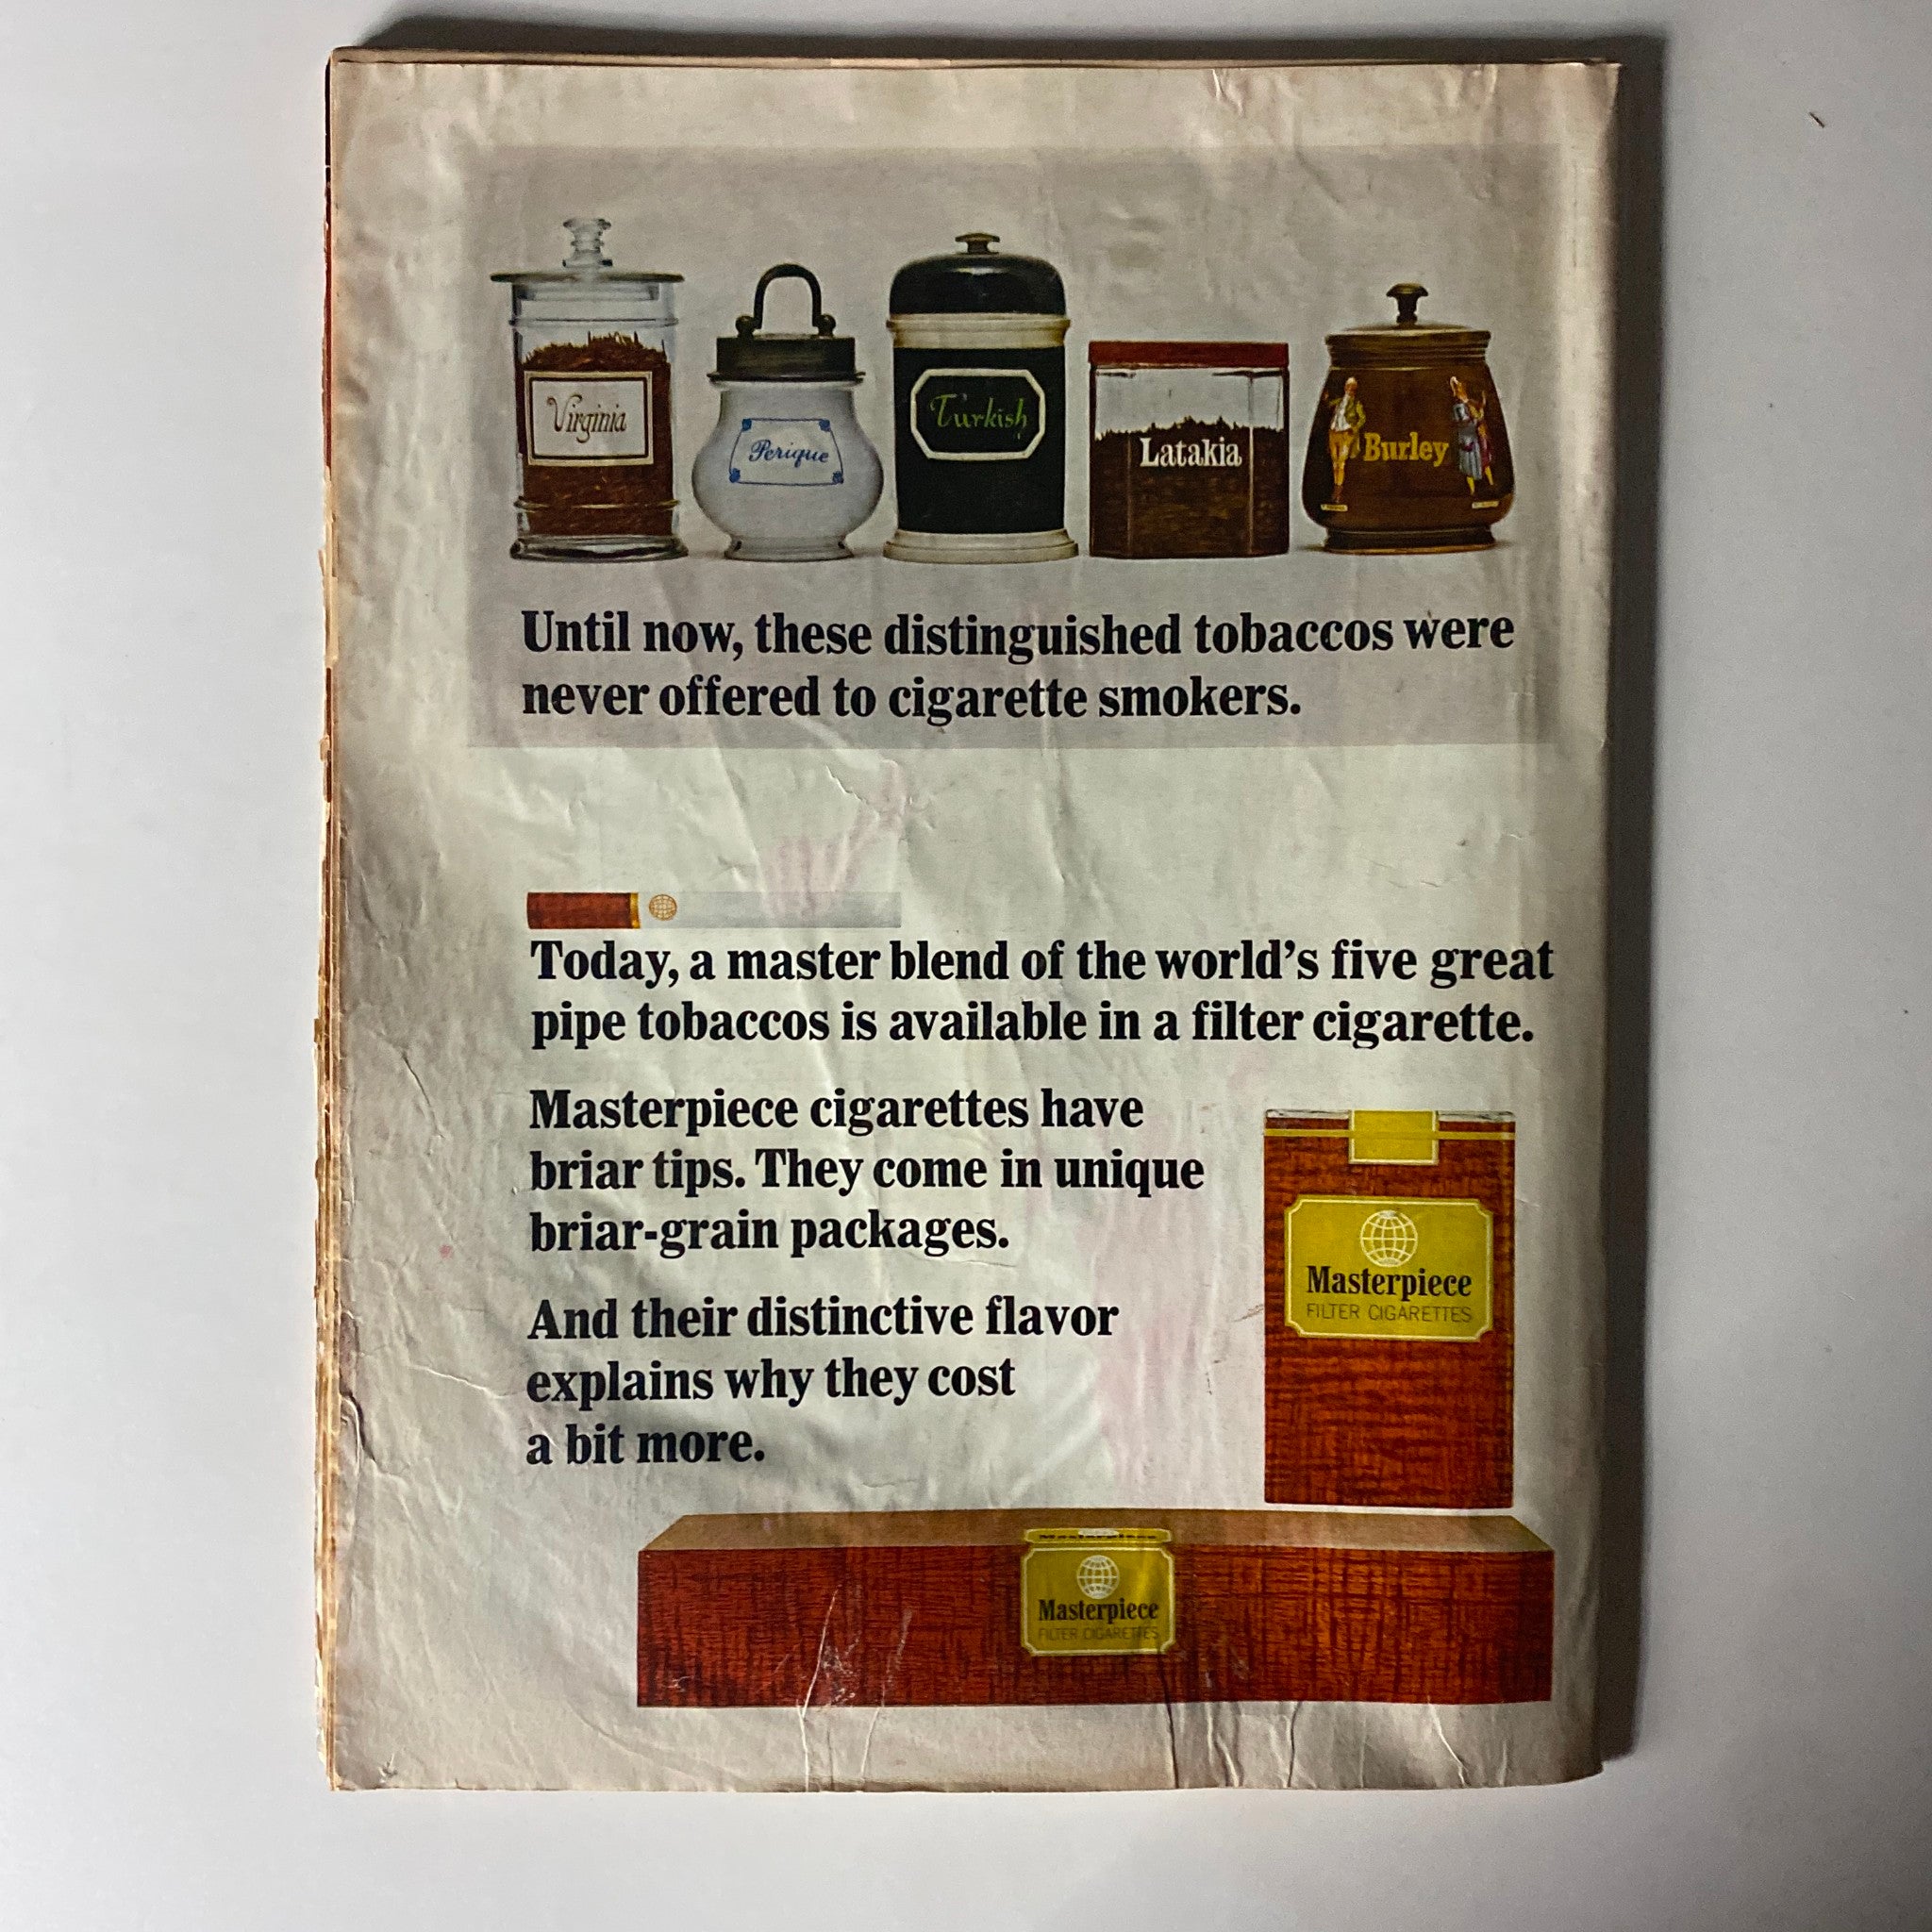 Virginia
Perique
Turkish
Latakia
Burley
Until now, these distinguished tobaccos were
never offered to cigarette smokers.
Today, a master blend of the world's five great
pipe tobaccos is available in a filter cigarette.
Masterpiece cigarettes have
briar tips. They come in unique
briar-grain packages.
And their distinctive flavor
explains why they cost
a bit more.
Masterpiece
FILTER CIGARETTES
Masterpiece
Masterpiece
FILTER CIGARETTES